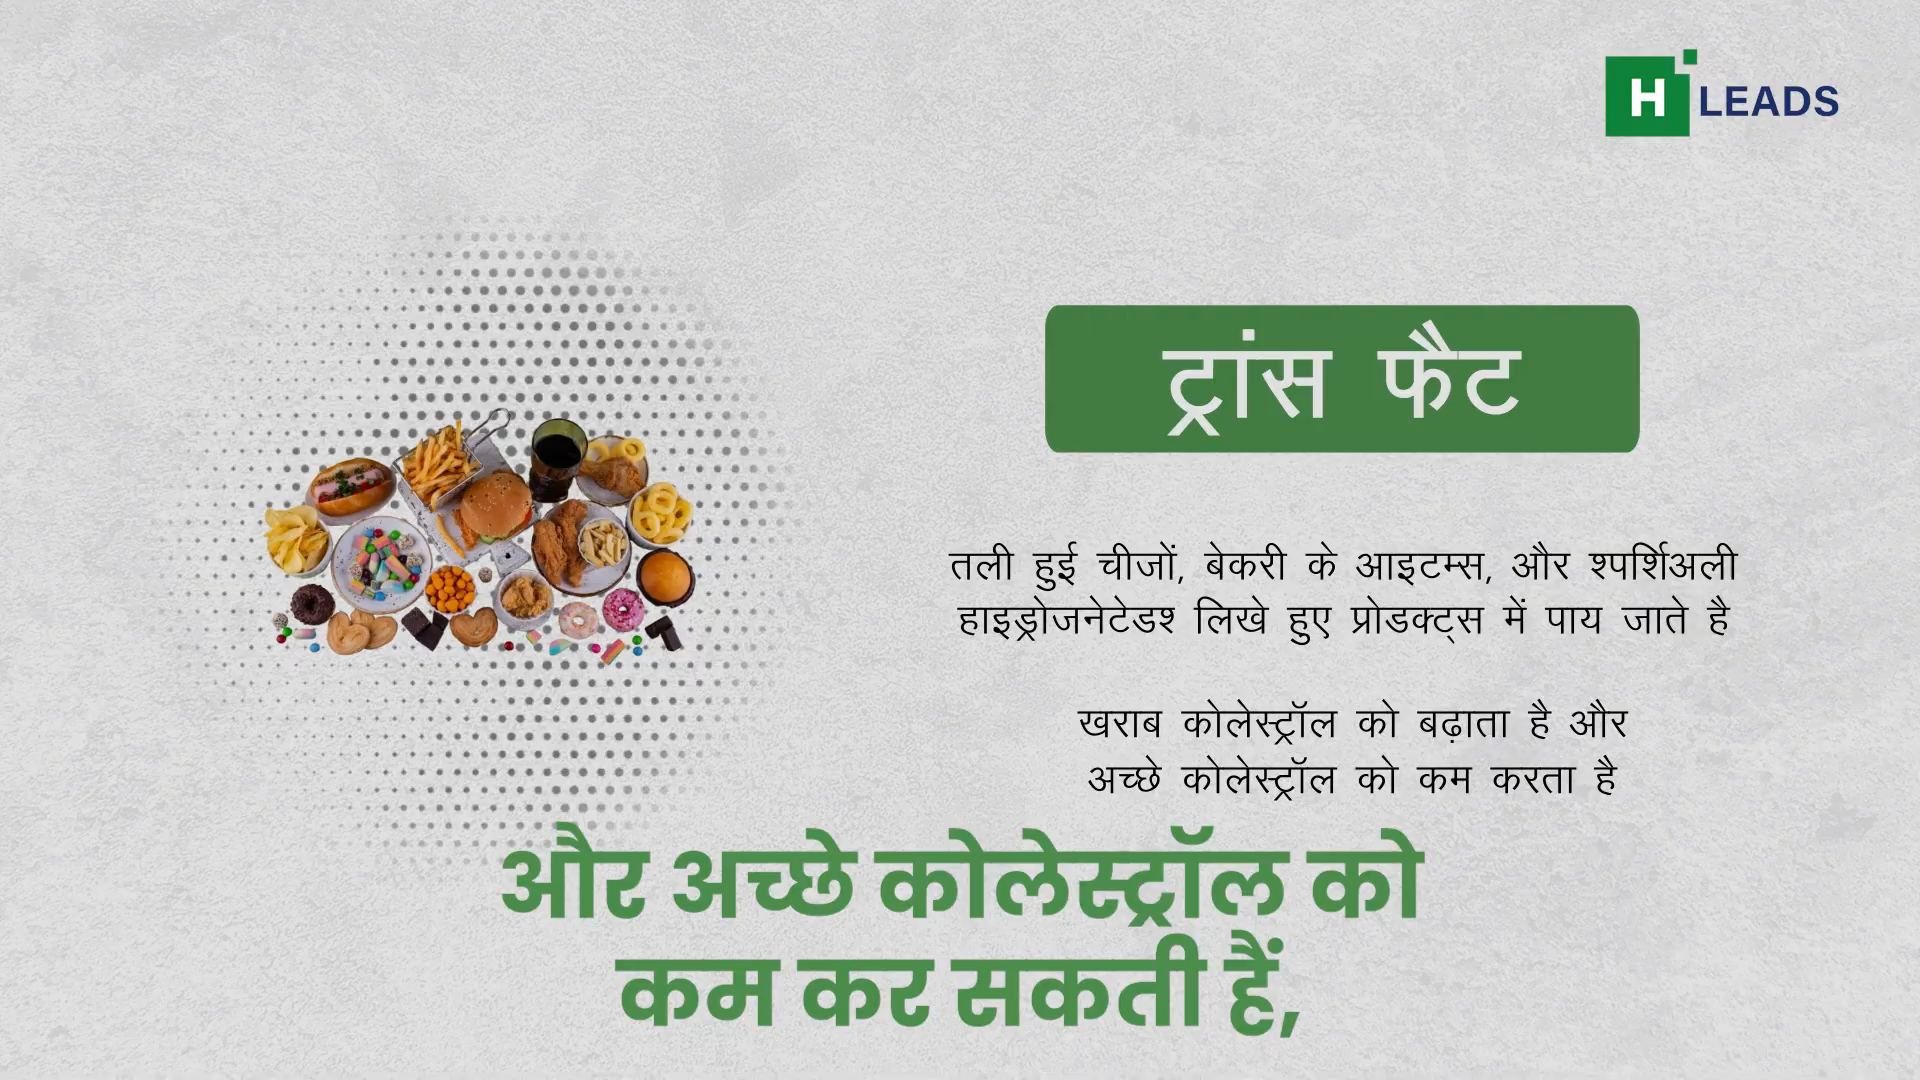 H LEADS
ट्रांस फैट
तली हुई चीजों, बेकरी के आइटम्स, और श्पर्शिअली
हाइड्रोजनेटेडश लिखे हुए प्रोडक्ट्स में पाय जाते है
खराब कोलेस्ट्रॉल को बढ़ाता है और
अच्छे कोलेस्ट्रॉल को कम करता है
और अच्छे कोलेस्ट्रॉल को
कम कर सकती हैं,